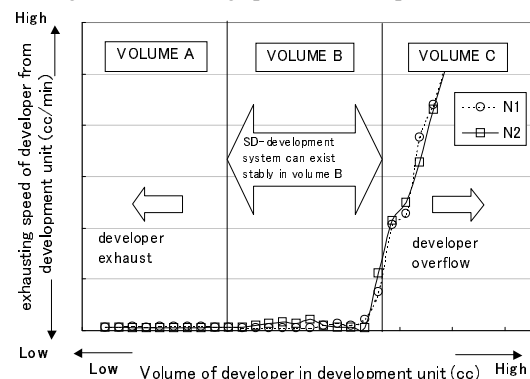 High
exhausting speed of developer from
development unit (cc/min)
Low
VOLUME A
VOLUME B
VOLUME C
N1
N2
SD-development
system can exist
stably in volume B
developer
exhaust
developer
overflow
Low
Volume of developer in development unit (cc)
High